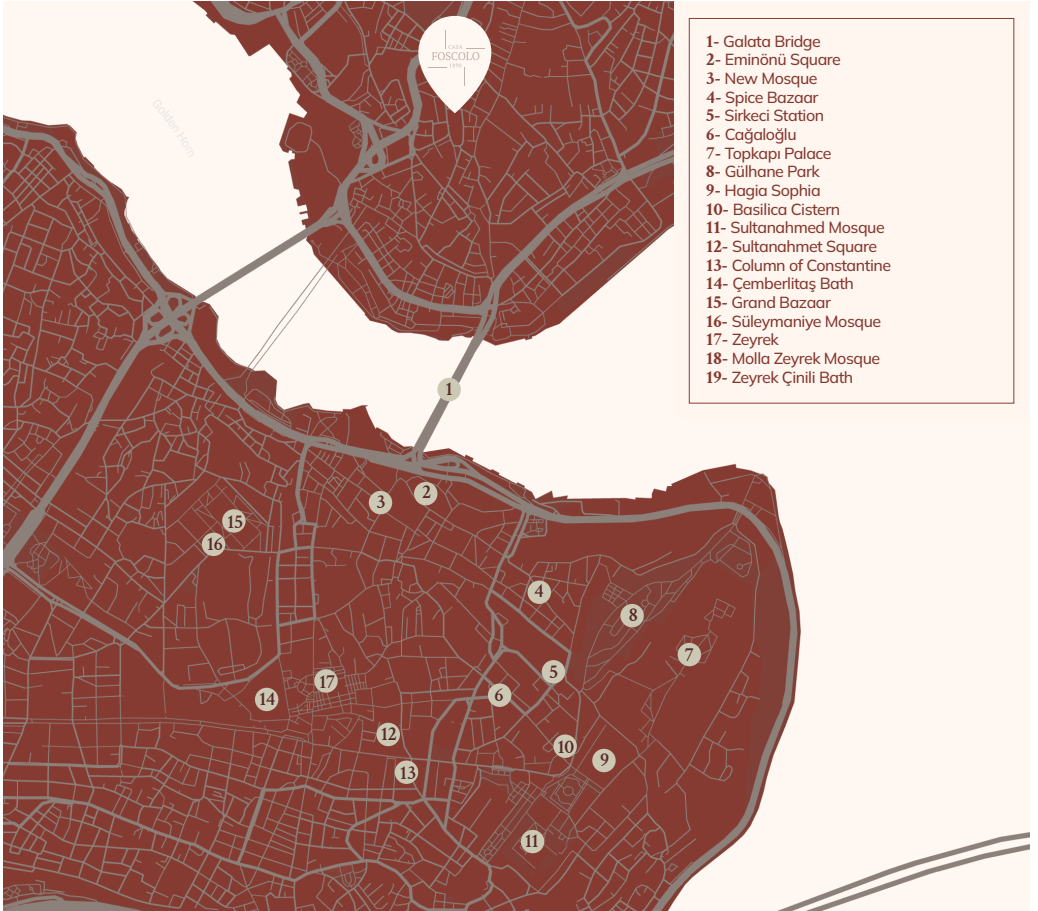 CASA
FOSCOLO
1890
Golden Horn
1- Galata Bridge
2- Eminönü Square
3- New Mosque
4- Spice Bazaar
5- Sirkeci Station
6- Cağaloğlu
7- Topkapı Palace
8- Gülhane Park
9- Hagia Sophia
10- Basilica Cistern
11- Sultanahmed Mosque
12- Sultanahmet Square
13- Column of Constantine
14- Çemberlitaş Bath
15- Grand Bazaar
16- Süleymaniye Mosque
17- Zeyrek
18- Molla Zeyrek Mosque
19- Zeyrek Çinili Bath
1
2
3
15
16
4
8
7
5
6
17
14
12
10
9
13
11